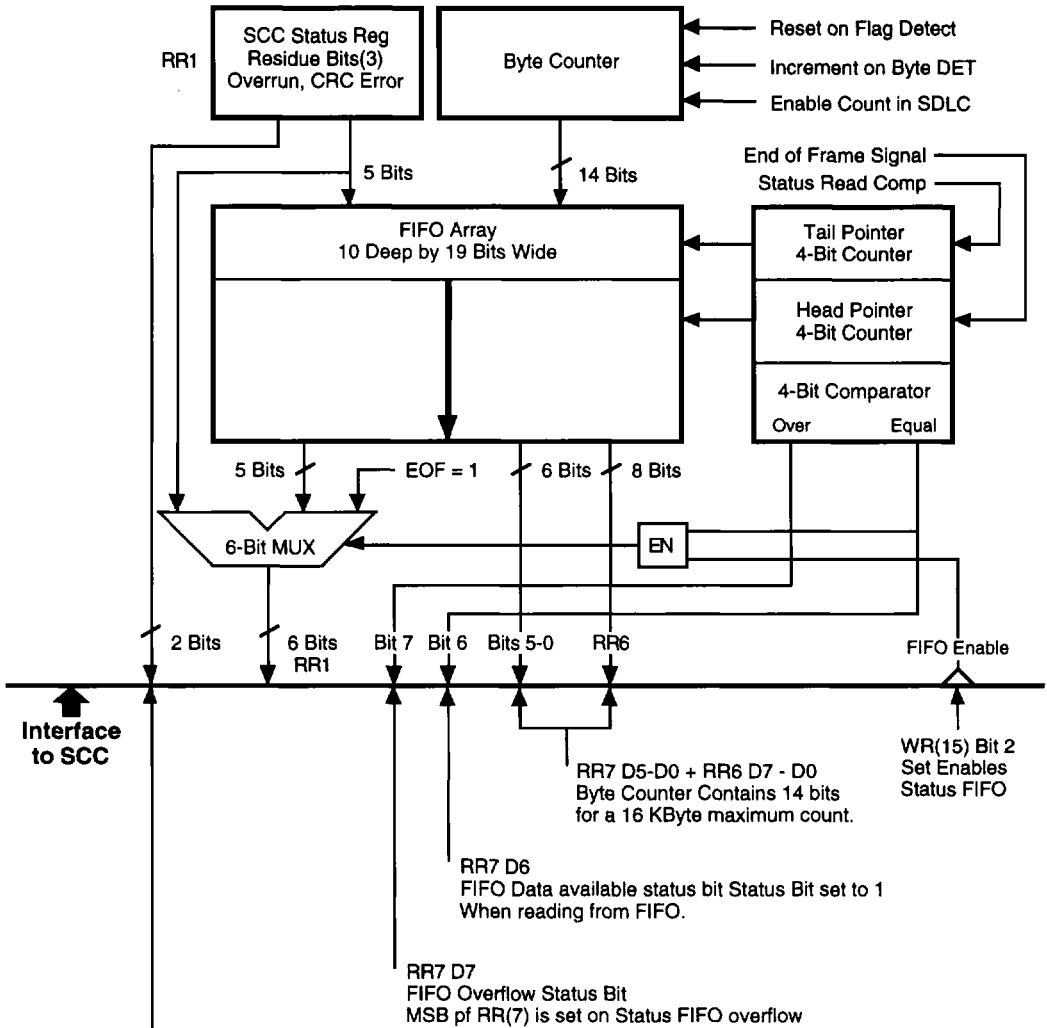 SCC Status Reg
Residue Bits(3)
Overrun, CRC Error
RR1
Byte Counter
Reset on Flag Detect
Increment on Byte DET
Enable Count in SDLC
5 Bits
14 Bits
End of Frame Signal
Status Read Comp
FIFO Array
10 Deep by 19 Bits Wide
Tail Pointer
4-Bit Counter
Head Pointer
4-Bit Counter
4-Bit Comparator
Over
Equal
5 Bits
EOF = 1
6 Bits
8 Bits
6-Bit MUX
EN
2 Bits
6 Bits
RR1
Bit 7
Bit 6
Bits 5-0
RR6
FIFO Enable
Interface
to SCC
WR(15) Bit 2
Set Enables
Status FIFO
RR7 D5-D0 + RR6 D7 - D0
Byte Counter Contains 14 bits
for a 16 KByte maximum count.
RR7 D6
FIFO Data available status bit Status Bit set to 1
When reading from FIFO.
RR7 D7
FIFO Overflow Status Bit
MSB pf RR(7) is set on Status FIFO overflow